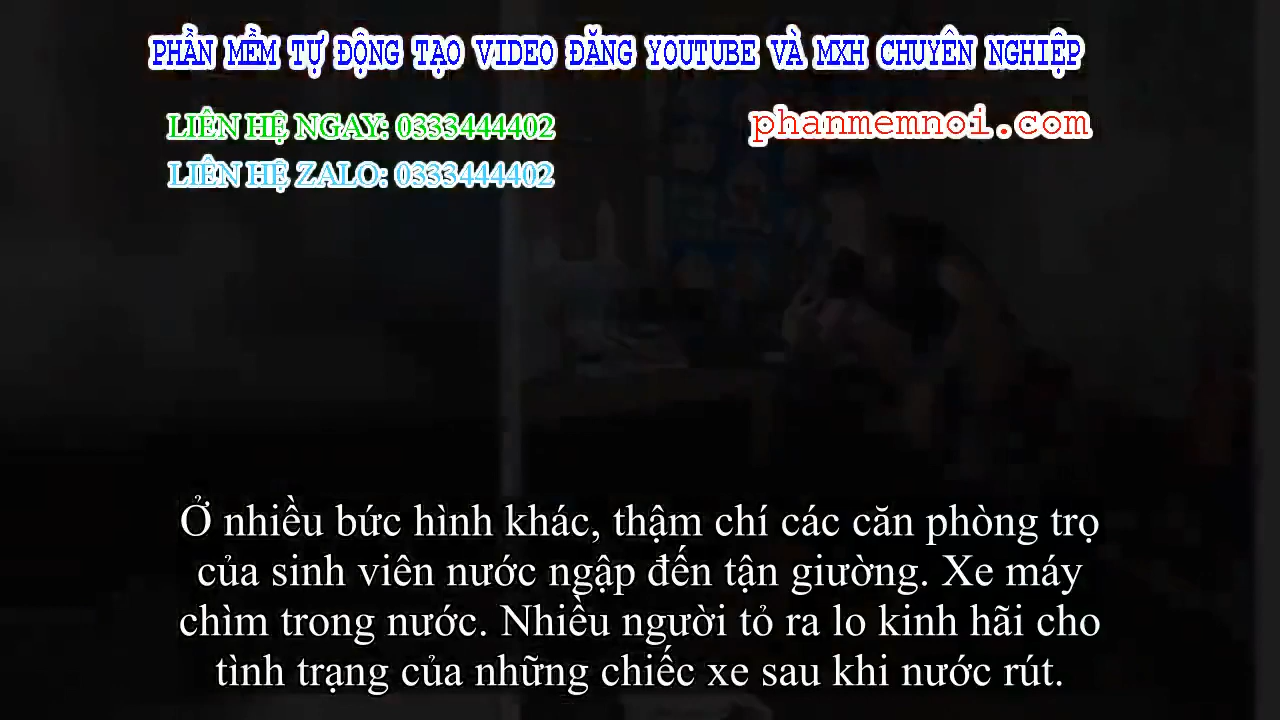 PHẦN MỀM TỰ ĐỘNG TẠO VIDEO ĐĂNG YOUTUBE VÀ MXH CHUYÊN NGHIỆP
LIÊN HỆ NGAY: 0333444402
phanmemnoi.com
LIÊN HỆ ZALO: 0333444402
Ở nhiều bức hình khác, thậm chí các căn phòng trọ
của sinh viên nước ngập đến tận giường. Xe máy
chìm trong nước. Nhiều người tỏ ra lo kinh hãi cho
tình trạng của những chiếc xe sau khi nước rút.